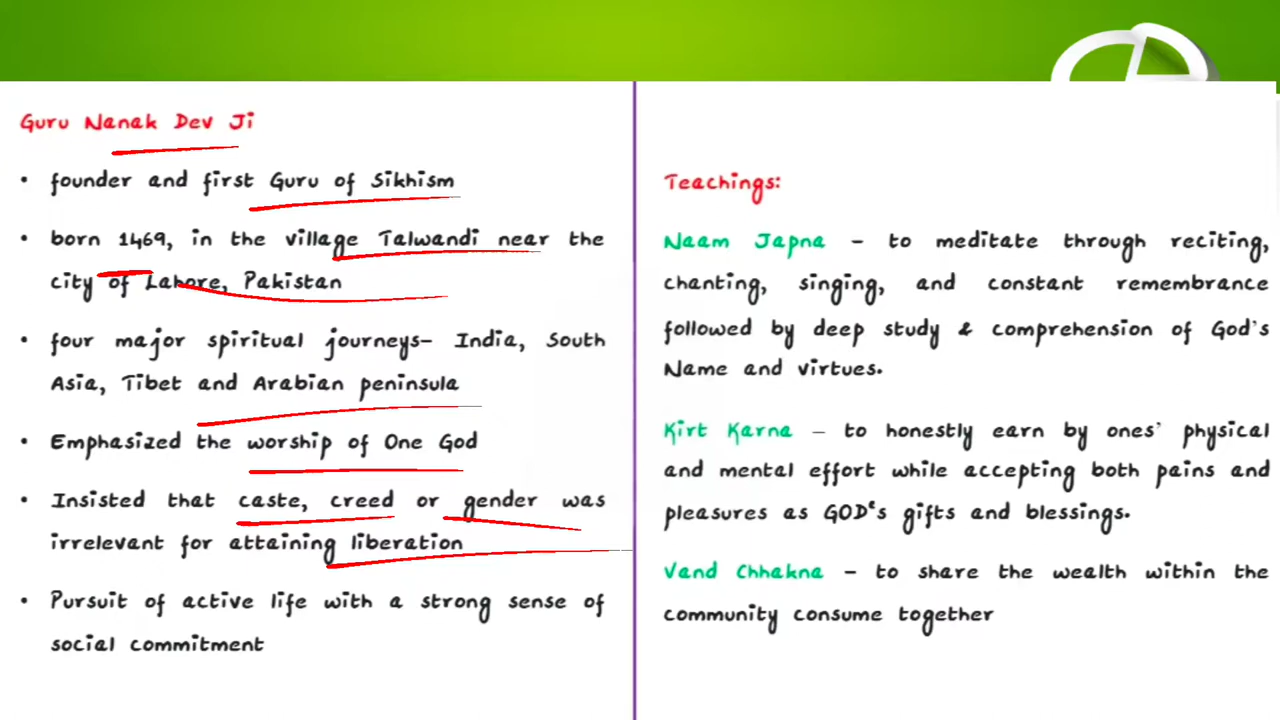 Guru Nanak Dev Ji
• founder and first Guru of Sikhism
• born 1469, in the village Talwandi near the
city of Lahore, Pakistan
• four major spiritual journeys- India, South
Asia, Tibet and Arabian peninsula
• Emphasized the worship of One God
• Insisted that caste, creed or gender was
irrelevant for attaining liberation
• Pursuit of active life with a strong sense of
social commitment
Teachings:
Naam Japna - to meditate through reciting,
chanting, singing, and constant remembrance
followed by deep study & comprehension of God's
Name and virtues.
Kirt Karna – to honestly earn by ones' physical
and mental effort while accepting both pains and
pleasures as GOD's gifts and blessings.
Vand Chhakna - to share the wealth within the
community consume together